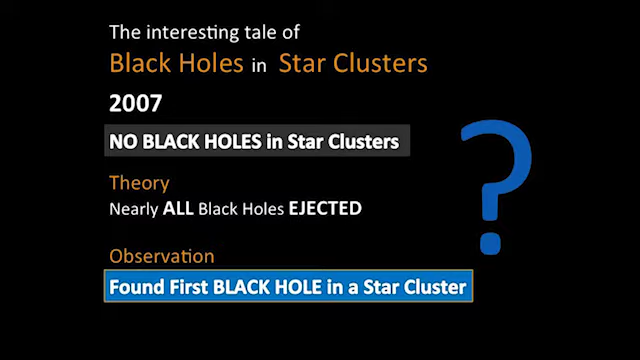 The interesting tale of
Black Holes in Star Clusters
2007
NO BLACK HOLES in Star Clusters
Theory
Nearly ALL Black Holes EJECTED
Observation
Found First BLACK HOLE in a Star Cluster
?